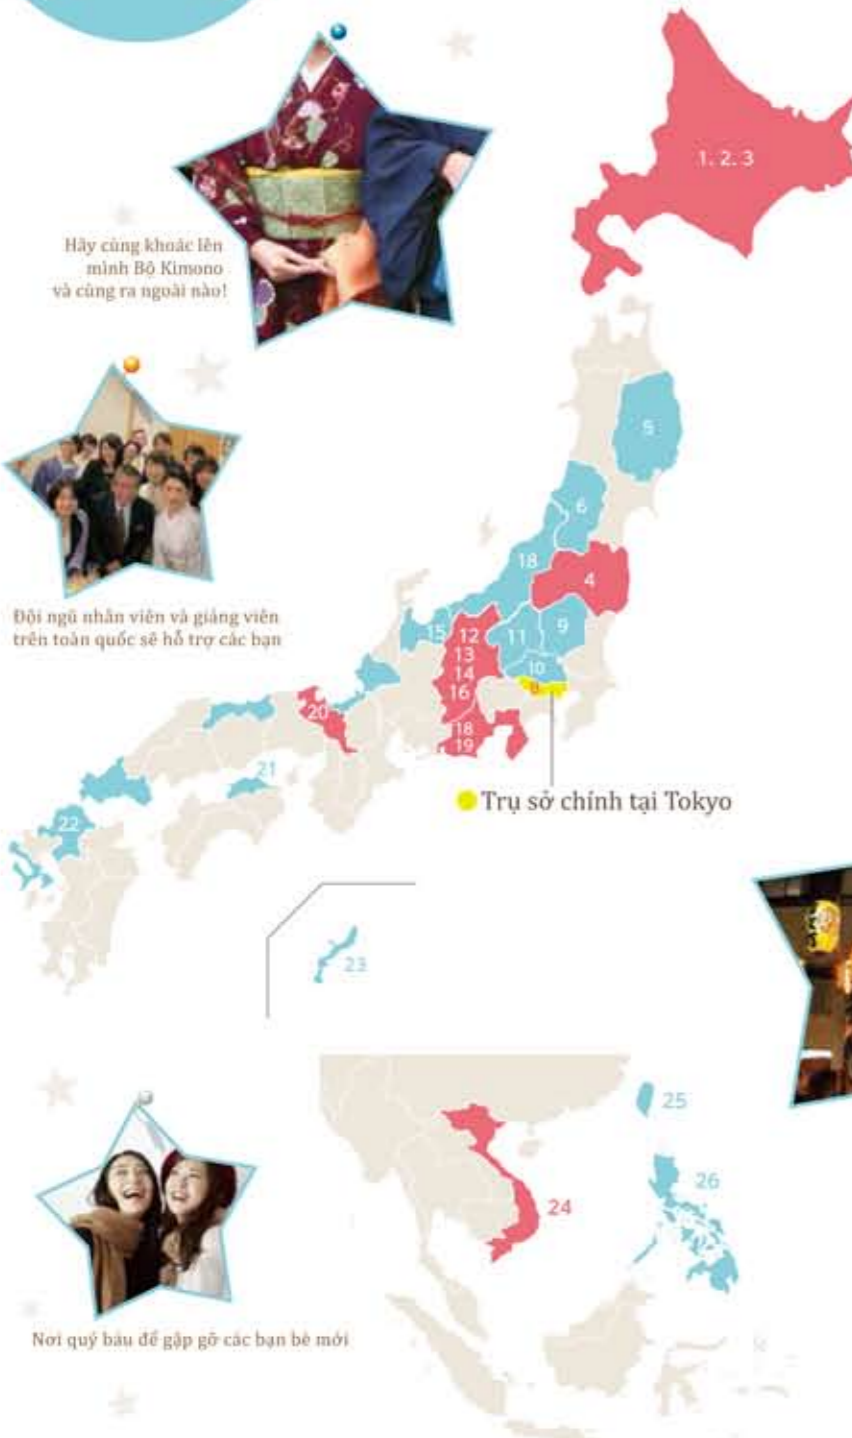 1. 2. 3
Hãy cùng khoác lên
mình Bộ Kimono
và cùng ra ngoài nào!
5
6
18
4
Đội ngũ nhân viên và giảng viên
trên toàn quốc sẽ hỗ trợ các bạn
15
12
11
9
13
14
10
16
8
20
18
19
21
Trụ sở chính tại Tokyo
22
23
25
26
24
Nơi quý báu để gặp gỡ các bạn bè mới